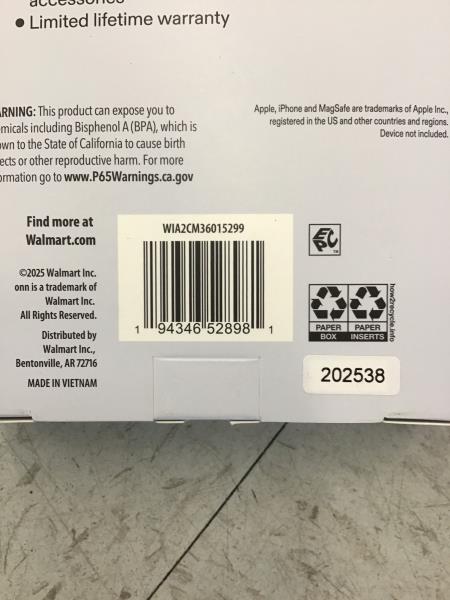 accessories
• Limited lifetime warranty
ARNING: This product can expose you to
emicals including Bisphenol A (BPA), which is
own to the State of California to cause birth
ects or other reproductive harm. For more
ormation go to www.P65Warnings.ca.gov
Apple, iPhone and MagSafe are trademarks of Apple Inc.,
registered in the US and other countries and regions.
Device not included.
Find more at
Walmart.com
©2025 Walmart Inc.
onn is a trademark of
Walmart Inc.
All Rights Reserved.
Distributed by
Walmart Inc.,
Bentonville, AR 72716
MADE IN VIETNAM
WIA2CM36015299
1 94346 52898 1
EPC
TM
PAPER PAPER
BOX INSERTS
how2recycle.info
202538